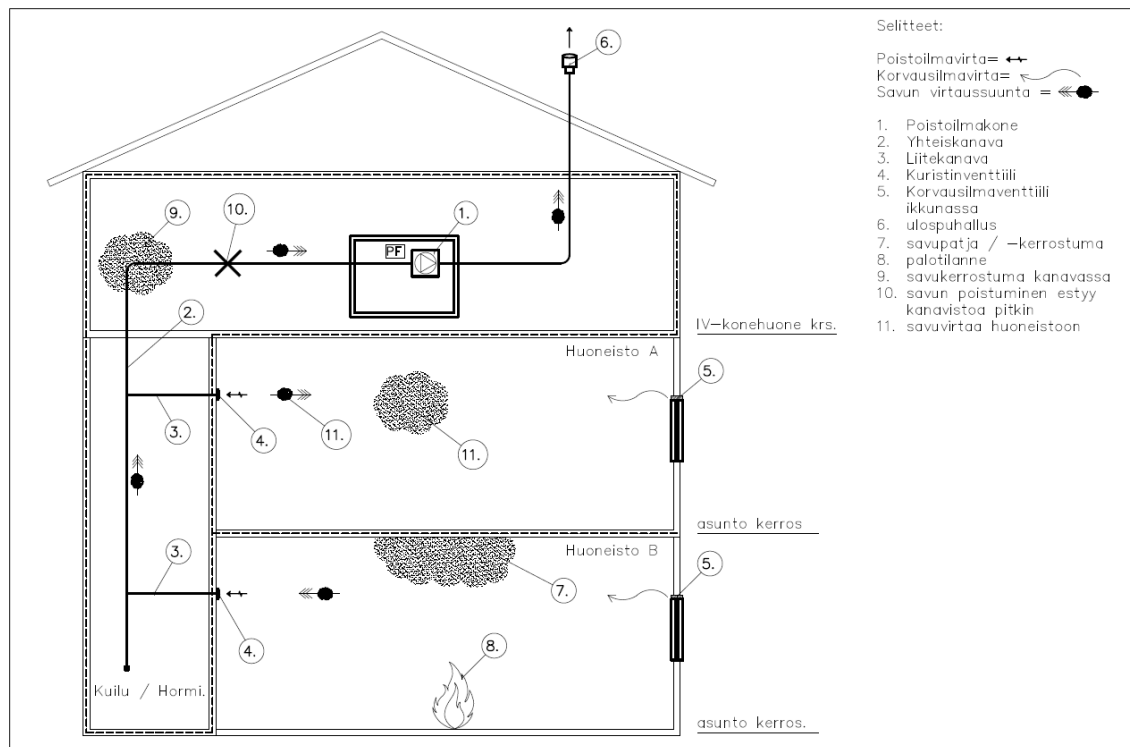 Selitteet:
Poistoilmavirta=
Korvausilmavirta=
Savun virtaussuunta =
1. Poistoilmakone
2. Yhteiskanava
3. Liitekanava
4. Kuristinventtiili
5. Korvausilmaventtiili
ikkunassa
6. ulospuhallus
7. savupatja / –kerrostuma
8. palotilanne
9. savukerrostuma kanavassa
10. savun poistuminen estyy
kanavistoa pitkin
11. savuvirtaa huoneistoon
6.
9.
10.
1.
PF
2.
IV–konehuone krs.
Huoneisto A
5.
3.
4.
11.
11.
asunto kerros
Huoneisto B
3.
5.
7.
4.
8.
Kuilu / Hormi.
asunto kerros.